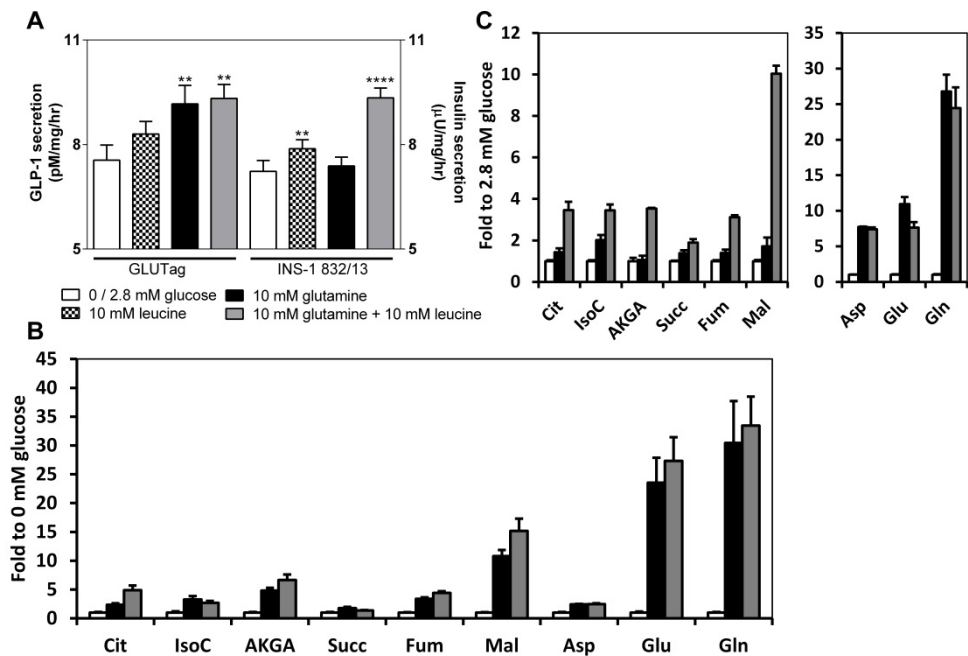 A
11
8
5
GLP-1 secretion
(pM/mg/hr)
**
**
**
****
11
8
5
Insulin secretion
(µU/mg/hr)
GLUTag
INS-1 832/13
0 / 2.8 mM glucose
10 mM glutamine
10 mM leucine
10 mM glutamine + 10 mM leucine
C
Fold to 2.8 mM glucose
12
10
8
6
4
2
0
Cit
IsoC
AKGA
Succ
Fum
Mal
35
30
25
20
15
10
5
0
Asp
Glu
Gln
B
Fold to 0 mM glucose
45
40
35
30
25
20
15
10
5
0
Cit
IsoC
AKGA
Succ
Fum
Mal
Asp
Glu
Gln